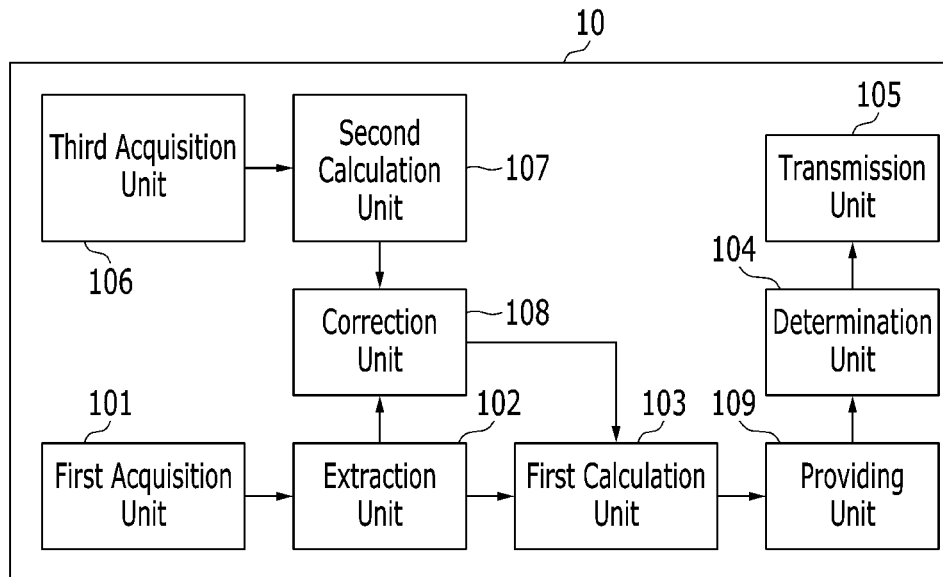 10
Third Acquisition
Unit
106
Second
Calculation
Unit
107
105
Transmission
Unit
Correction
Unit
108
104
Determination
Unit
101
First Acquisition
Unit
102
Extraction
Unit
103
First Calculation
Unit
109
Providing
Unit